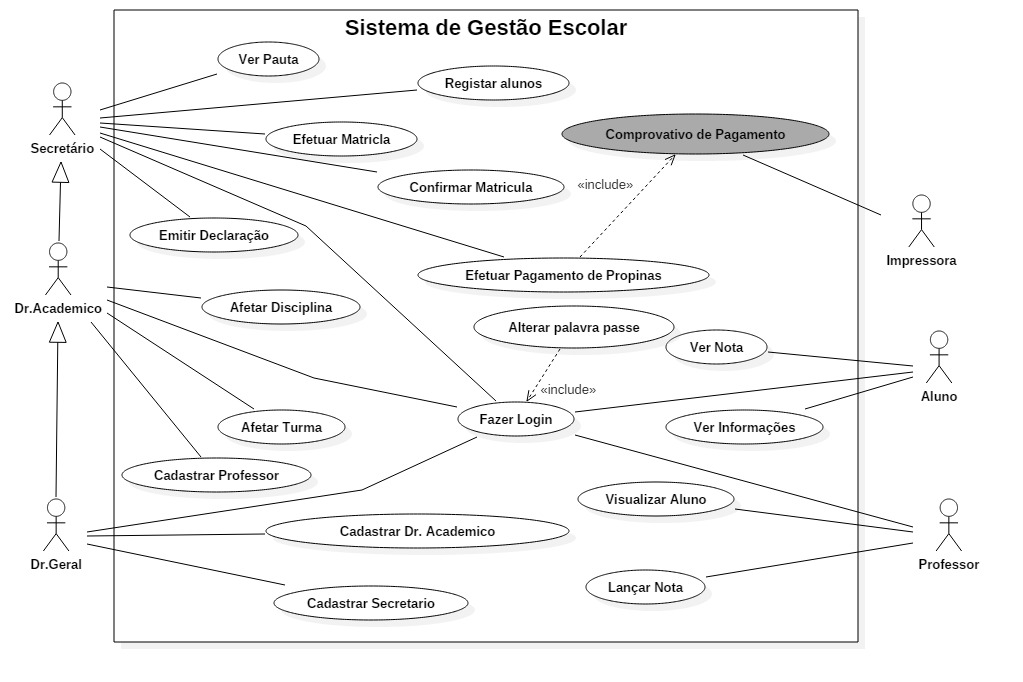 Sistema de Gestão Escolar
Ver Pauta
Registar alunos
Efetuar Matricla
Comprovativo de Pagamento
Secretário
Confirmar Matricula
«include»
Emitir Declaração
Impressora
Efetuar Pagamento de Propinas
Dr.Academico
Afetar Disciplina
Alterar palavra passe
Ver Nota
«include»
Aluno
Fazer Login
Afetar Turma
Ver Informações
Cadastrar Professor
Visualizar Aluno
Cadastrar Dr. Academico
Dr.Geral
Professor
Lançar Nota
Cadastrar Secretario